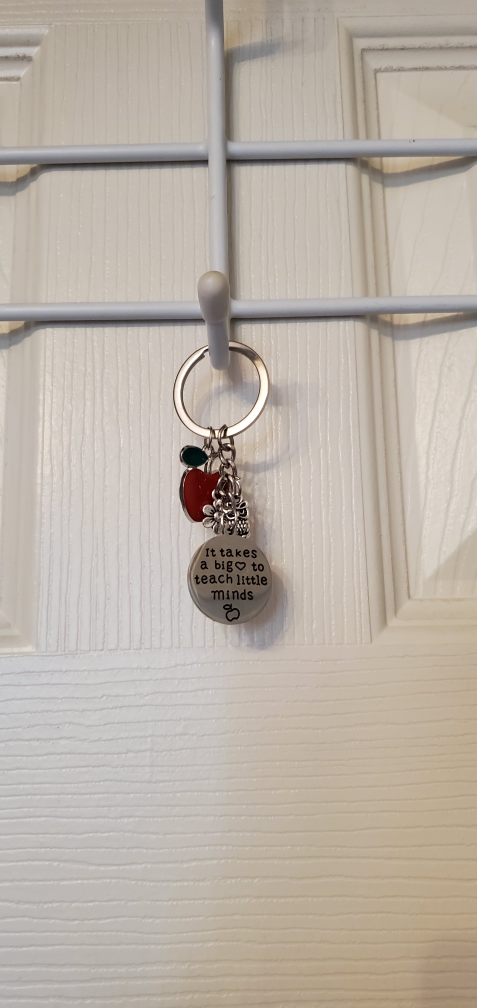 It takes
a big♡ to
teach little
minds